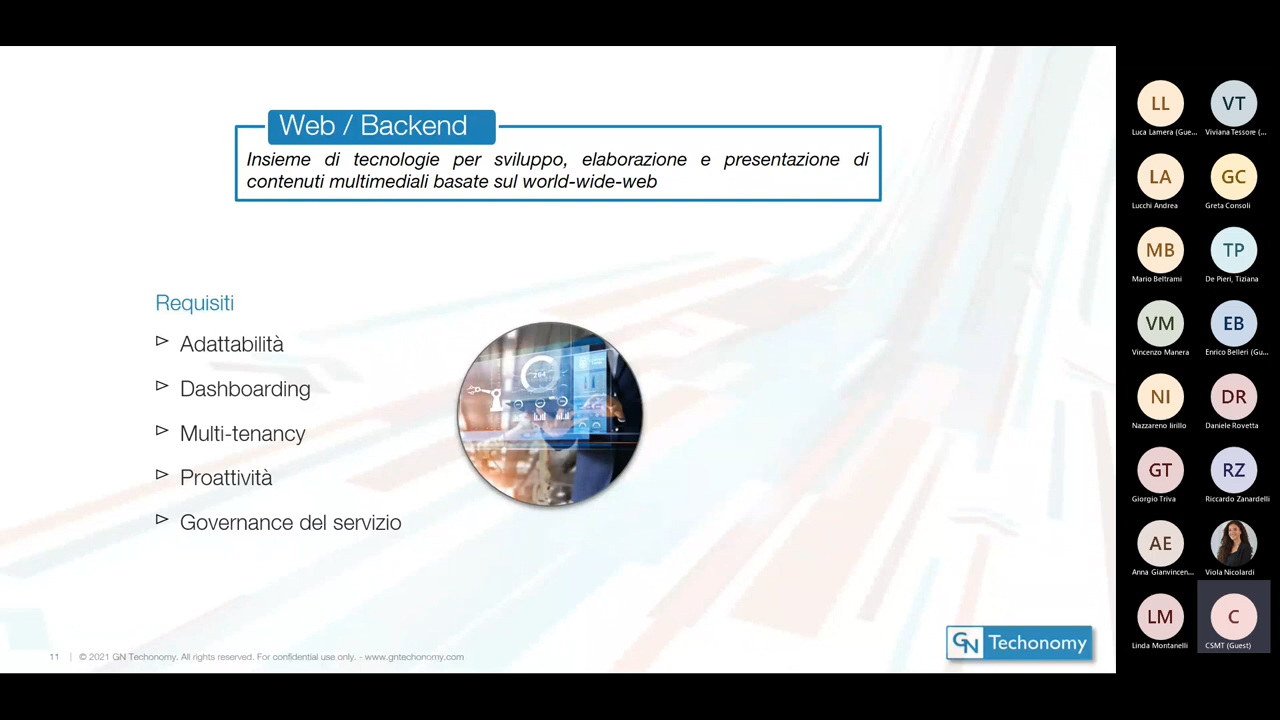 Web / Backend
Insieme di tecnologie per sviluppo, elaborazione e presentazione di
contenuti multimediali basate sul world-wide-web
Requisiti
Adattabilità
Dashboarding
Multi-tenancy
Proattività
Governance del servizio
264
11 | © 2021 GN Techonomy. All rights reserved. For confidential use only. - www.gntechonomy.com
GN Techonomy
LL VT
Luca Lamera (Gue... Viviana Tessore (...
LA GC
Lucchi Andrea Greta Consoli
MB TP
Mario Beltrami De Pieri, Tiziana
VM EB
Vincenzo Manera Enrico Belleri (Gu...
NI DR
Nazzareno Iirillo Daniele Rovetta
GT RZ
Giorgio Triva Riccardo Zanardelli
AE
Anna Gianvincen... Viola Nicolardi
LM C
Linda Montanelli CSMT (Guest)